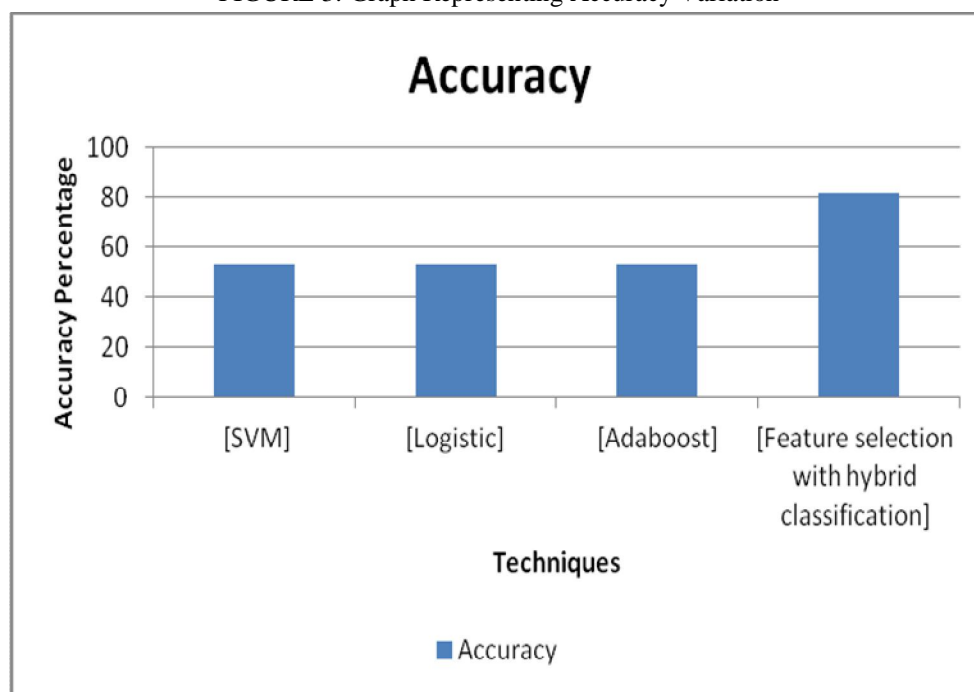 Accuracy
Accuracy Percentage
100
80
60
40
20
0
[SVM]
[Logistic]
[Adaboost]
[Feature selection
with hybrid
classification]
Techniques
Accuracy